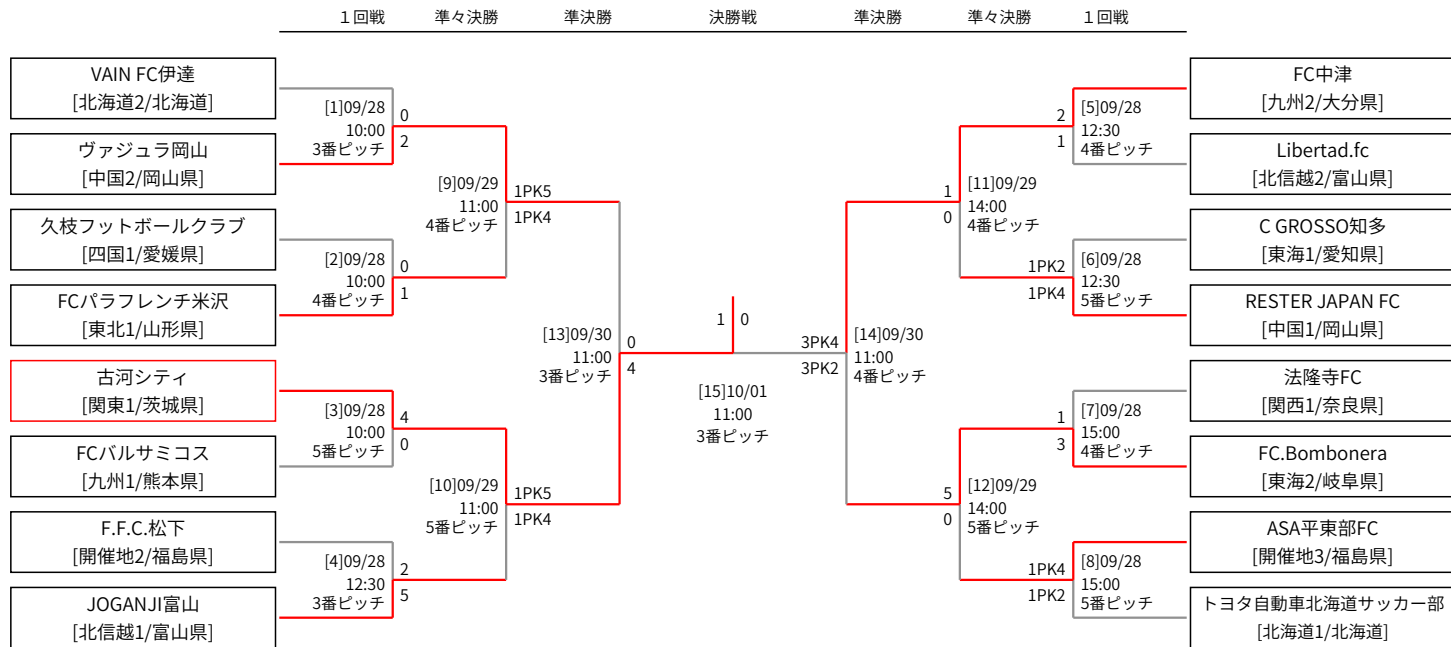 １回戦 準々決勝 準決勝 決勝戦 準決勝 準々決勝 １回戦
VAIN FC伊達
[北海道2/北海道]
ヴァジュラ岡山
[中国2/岡山県]
久枝フットボールクラブ
[四国1/愛媛県]
FCパラフレンチ米沢
[東北1/山形県]
古河シティ
[関東1/茨城県]
FCバルサミコス
[九州1/熊本県]
F.F.C.松下
[開催地2/福島県]
JOGANJI富山
[北信越1/富山県]
[1]09/28
10:00
3番ピッチ
0
2
[2]09/28
10:00
4番ピッチ
0
1
[3]09/28
10:00
5番ピッチ
4
0
[4]09/28
12:30
3番ピッチ
2
5
[9]09/29
11:00
4番ピッチ
1PK5
1PK4
[10]09/29
11:00
5番ピッチ
1PK5
1PK4
[13]09/30
11:00
3番ピッチ
0
4
1 0
[15]10/01
11:00
3番ピッチ
3PK4
3PK2
[14]09/30
11:00
4番ピッチ
1
0
[11]09/29
14:00
4番ピッチ
5
0
[12]09/29
14:00
5番ピッチ
2
1
[5]09/28
12:30
4番ピッチ
1PK2
1PK4
[6]09/28
12:30
5番ピッチ
1
3
[7]09/28
15:00
4番ピッチ
1PK4
1PK2
[8]09/28
15:00
5番ピッチ
FC中津
[九州2/大分県]
Libertad.fc
[北信越2/富山県]
C GROSSO知多
[東海1/愛知県]
RESTER JAPAN FC
[中国1/岡山県]
法隆寺FC
[関西1/奈良県]
FC.Bombonera
[東海2/岐阜県]
ASA平東部FC
[開催地3/福島県]
トヨタ自動車北海道サッカー部
[北海道1/北海道]